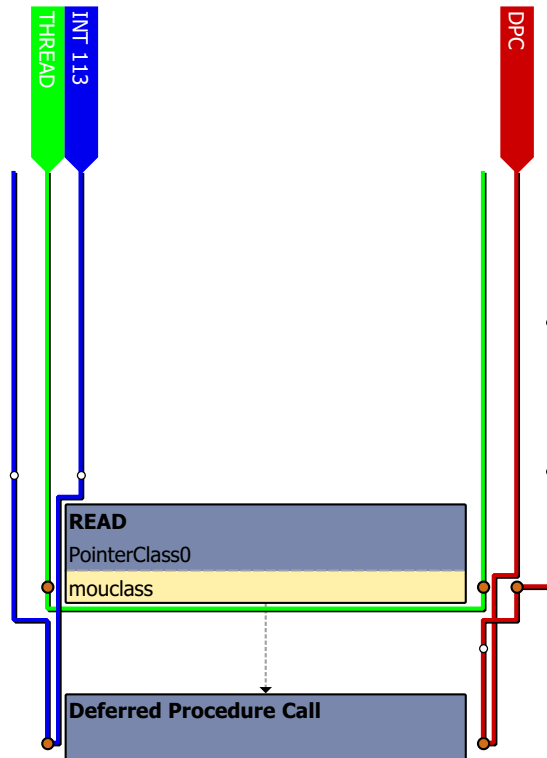 THREAD
INT 113
DPC
READ
PointerClass0
mouclass
Deferred Procedure Call